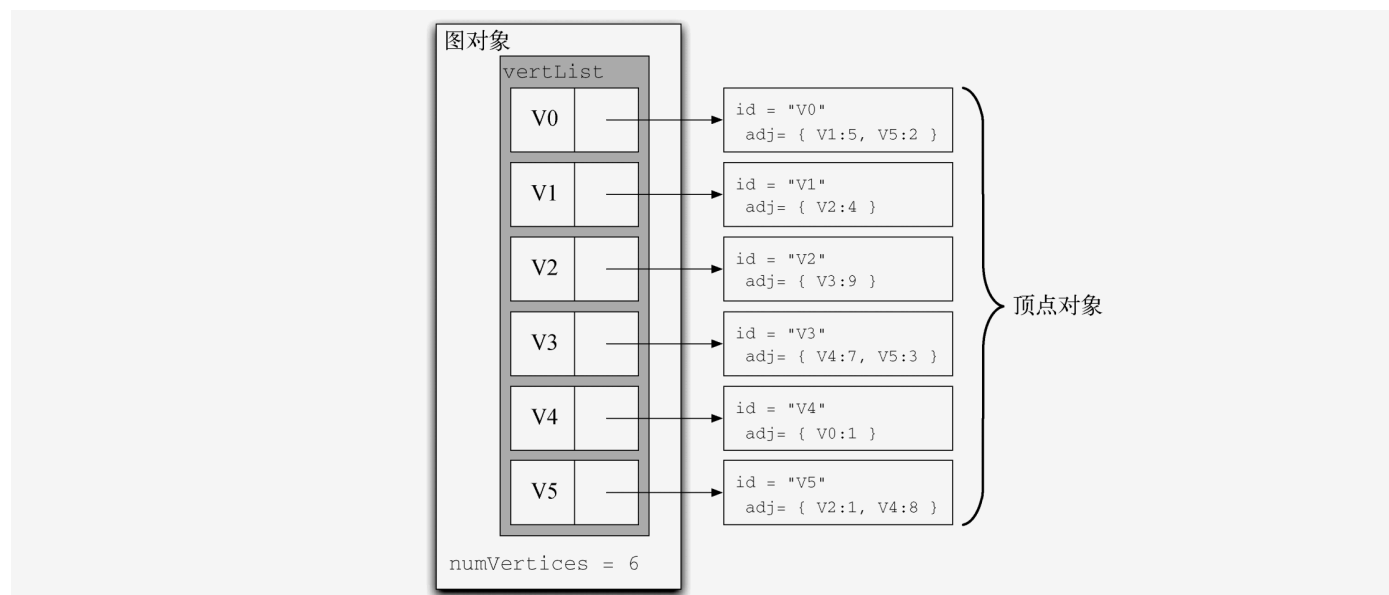 图对象
vertList
V0
id = "V0"
adj= { V1:5, V5:2 }
V1
id = "V1"
adj= { V2:4 }
V2
id = "V2"
adj= { V3:9 }
V3
id = "V3"
adj= { V4:7, V5:3 }
V4
id = "V4"
adj= { V0:1 }
V5
id = "V5"
adj= { V2:1, V4:8 }
顶点对象
numVertices = 6